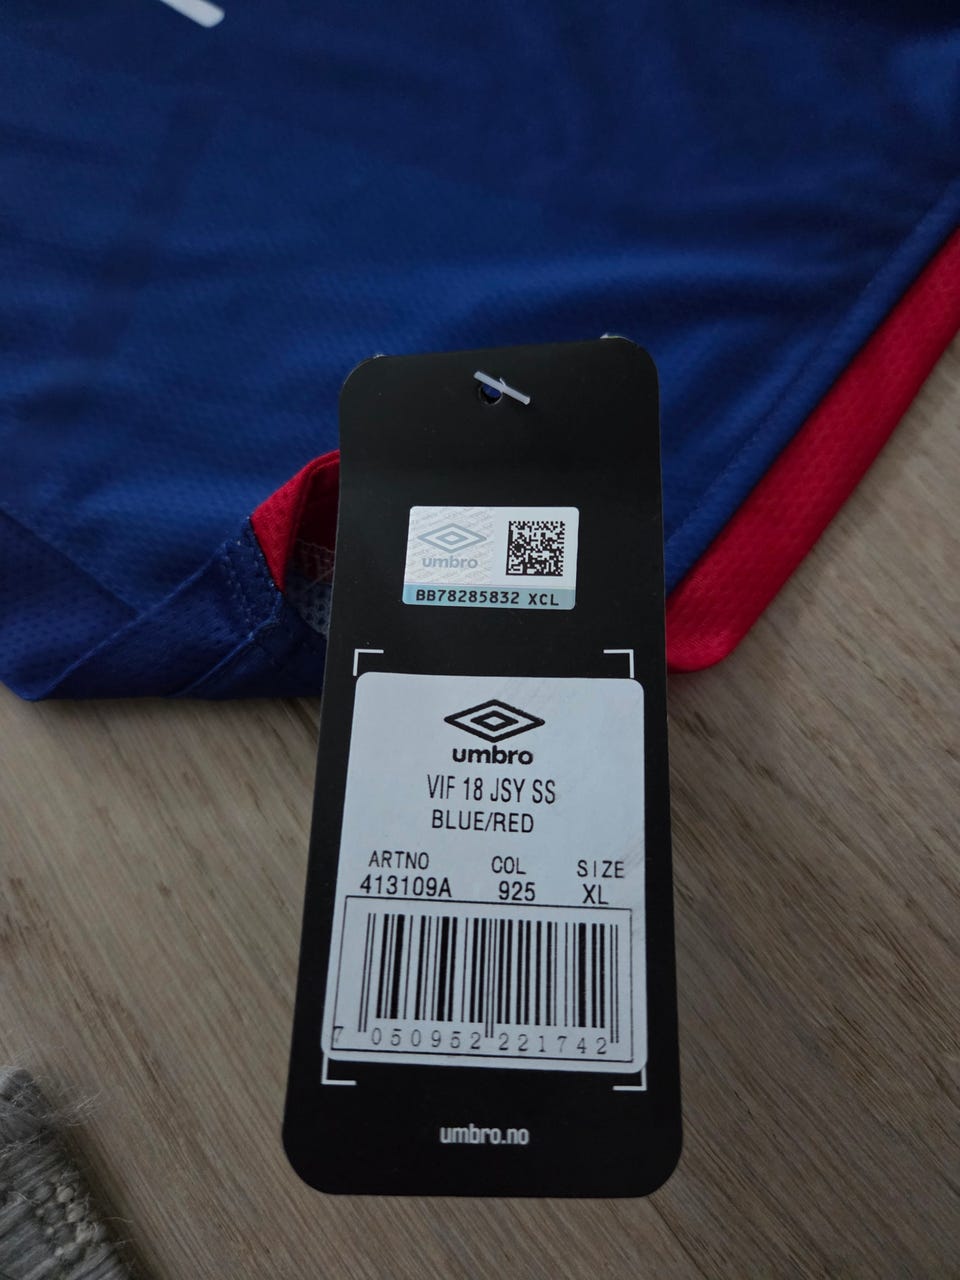 umbro
BB78285832 XCL
umbro
VIF 18 JSY SS
BLUE/RED
ARTNO COL SIZE
413109A 925 XL
7 050952 221742
umbro.no